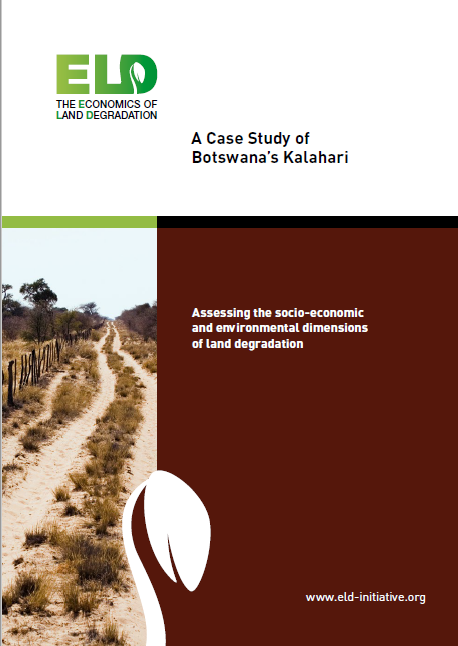 ELD
THE ECONOMICS OF
LAND DEGRADATION
A Case Study of
Botswana's Kalahari
Assessing the socio-economic
and environmental dimensions
of land degradation
www.eld-initiative.org